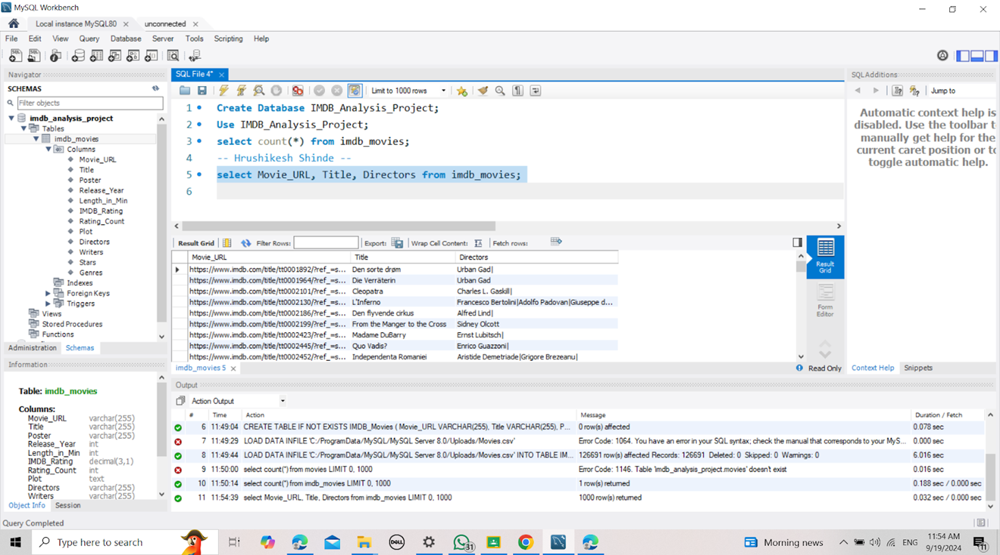 MySQL Workbench
Local instance MySQL80
unconnected
File Edit View Query Database Server Tools Scripting Help
Navigator
SCHEMAS
Filter objects
imdb_analysis_project
Tables
imdb_movies
Columns
Movie_URL
Title
Poster
Release_Year
Length_in_Min
IMDB_Rating
Rating_Count
Plot
Directors
Writers
Stars
Genres
Indexes
Foreign Keys
Triggers
Views
Stored Procedures
Functions
Administration Schemas
Information
Table: imdb_movies
Columns:
Movie_URL varchar(255)
Title varchar(255)
Poster varchar(255)
Release_Year int
Length_in_Min int
IMDB_Rating decimal(3,1)
Rating_Count int
Plot text
Directors varchar(255)
Writers varchar(255)
Object Info Session
Query Completed
SQL File 4*
Limit to 1000 rows
1 Create Database IMDB_Analysis_Project;
2 Use IMDB_Analysis_Project;
3 select count(*) from imdb_movies;
4 -- Hrushikesh Shinde --
5 select Movie_URL, Title, Directors from imdb_movies;
6
Result Grid Filter Rows: Export: Wrap Cell Content: Fetch rows:
Movie_URL Title Directors
https://www.imdb.com/title/tt0001892/?ref_=s... Den sorte drøm Urban Gad|
https://www.imdb.com/title/tt0001964/?ref_=s... Die Verräterin Urban Gad
https://www.imdb.com/title/tt0002101/?ref_=s... Cleopatra Charles L. Gaskill|
https://www.imdb.com/title/tt0002130/?ref_=s... L'Inferno Francesco Bertolini|Adolfo Padovan|Giuseppe d...
https://www.imdb.com/title/tt0002186/?ref_=s... Den flyvende cirkus Alfred Lind|
https://www.imdb.com/title/tt0002199/?ref_=s... From the Manger to the Cross Sidney Olcott
https://www.imdb.com/title/tt0002423/?ref_=s... Madame DuBarry Ernst Lubitsch|
https://www.imdb.com/title/tt0002445/?ref_=s... Quo Vadis? Enrico Guazzoni|
https://www.imdb.com/title/tt0002452/?ref_=s... Independenta Romaniei Aristide Demetriade|Grigore Brezeanu|
Result Grid
Form Editor
imdb_movies 5
Read Only
Output
Action Output
# Time Action Message Duration / Fetch
6 11:49:04 CREATE TABLE IF NOT EXISTS IMDB_Movies ( Movie_URL VARCHAR(255), Title VARCHAR(255), P... 0 row(s) affected 0.078 sec
7 11:49:29 LOAD DATA INFILE 'C:/ProgramData/MySQL/MySQL Server 8.0/Uploads/Movies.csv' Error Code: 1064. You have an error in your SQL syntax; check the manual that corresponds to your MyS... 0.000 sec
8 11:49:44 LOAD DATA INFILE 'C:/ProgramData/MySQL/MySQL Server 8.0/Uploads/Movies.csv' INTO TABLE IM... 126691 row(s) affected Records: 126691 Deleted: 0 Skipped: 0 Warnings: 0 6.016 sec
9 11:50:00 select count(*) from movies LIMIT 0, 1000 Error Code: 1146. Table 'imdb_analysis_project.movies' doesn't exist 0.016 sec
10 11:50:14 select count(*) from imdb_movies LIMIT 0, 1000 1 row(s) returned 0.188 sec / 0.000 sec
11 11:54:39 select Movie_URL, Title, Directors from imdb_movies LIMIT 0, 1000 1000 row(s) returned 0.032 sec / 0.000 sec
SQLAdditions
Jump to
Automatic context help is
disabled. Use the toolbar t
manually get help for the
current caret position or to
toggle automatic help.
Context Help Snippets
Type here to search
DELL
31
Morning news
ENG
11:54 AM
9/19/2024
11